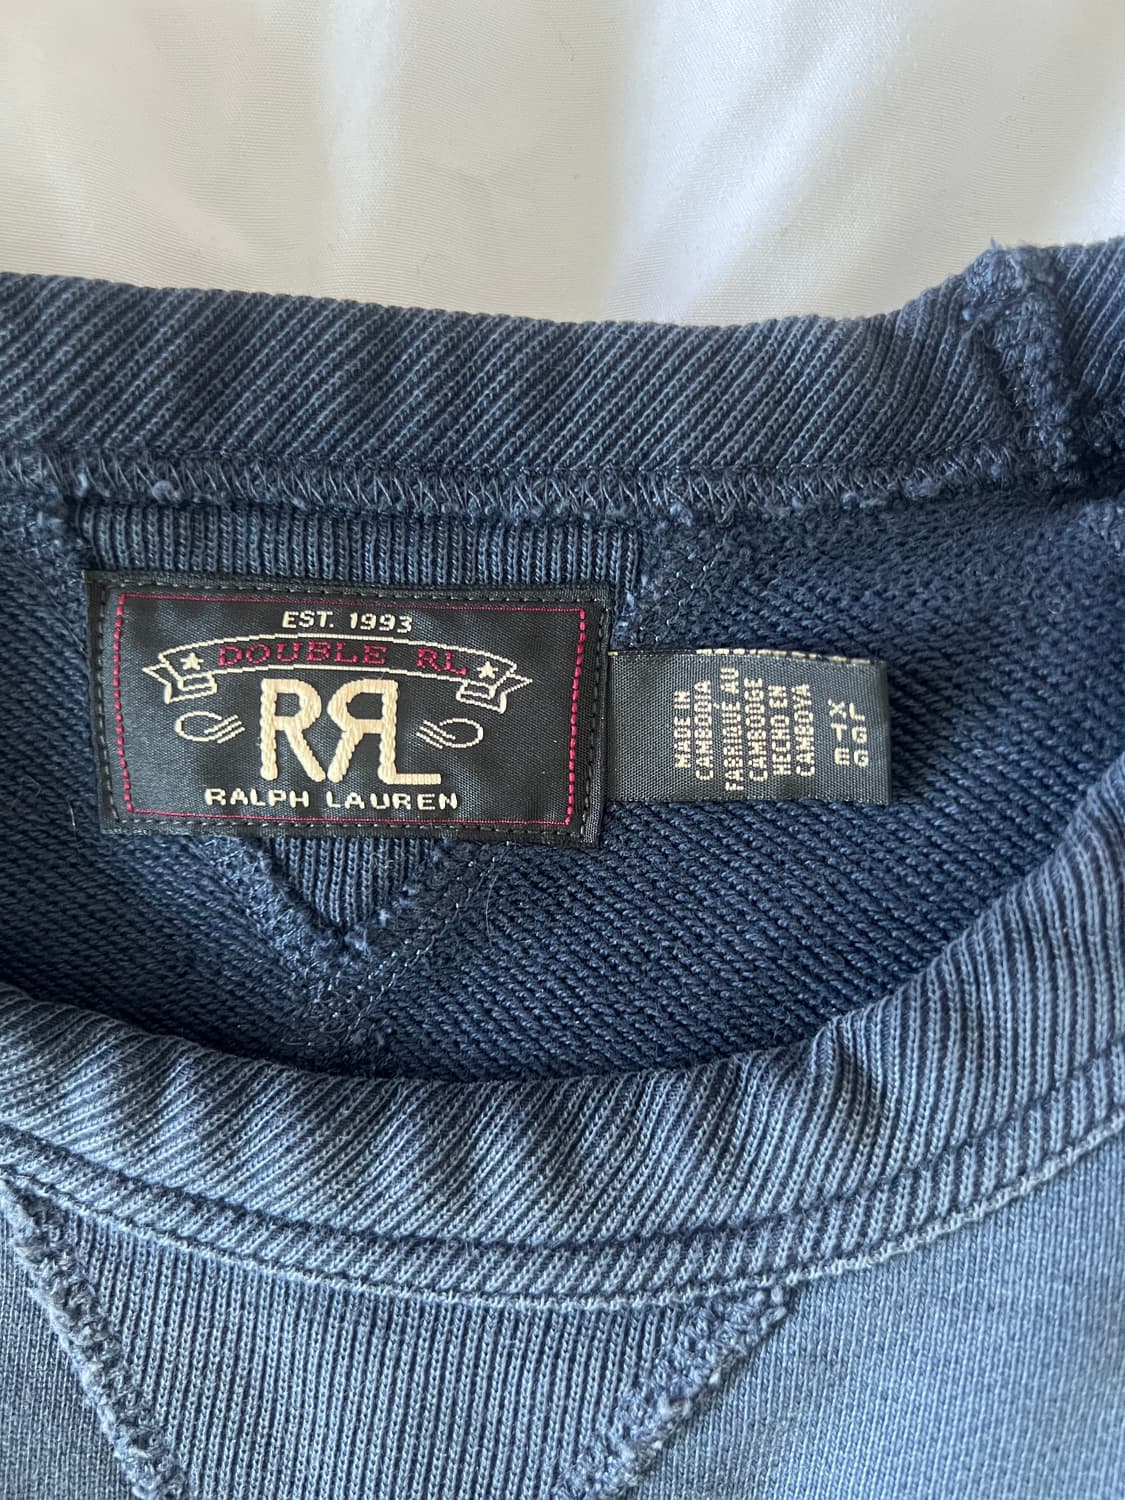 EST. 1993
DOUBLE RL
RRL
RALPH LAUREN
MADE IN
CAMBODIA
FABRIQUÉ AU
CAMBODGE
HECHO EN
CAMBOYA
XL
TG
EG